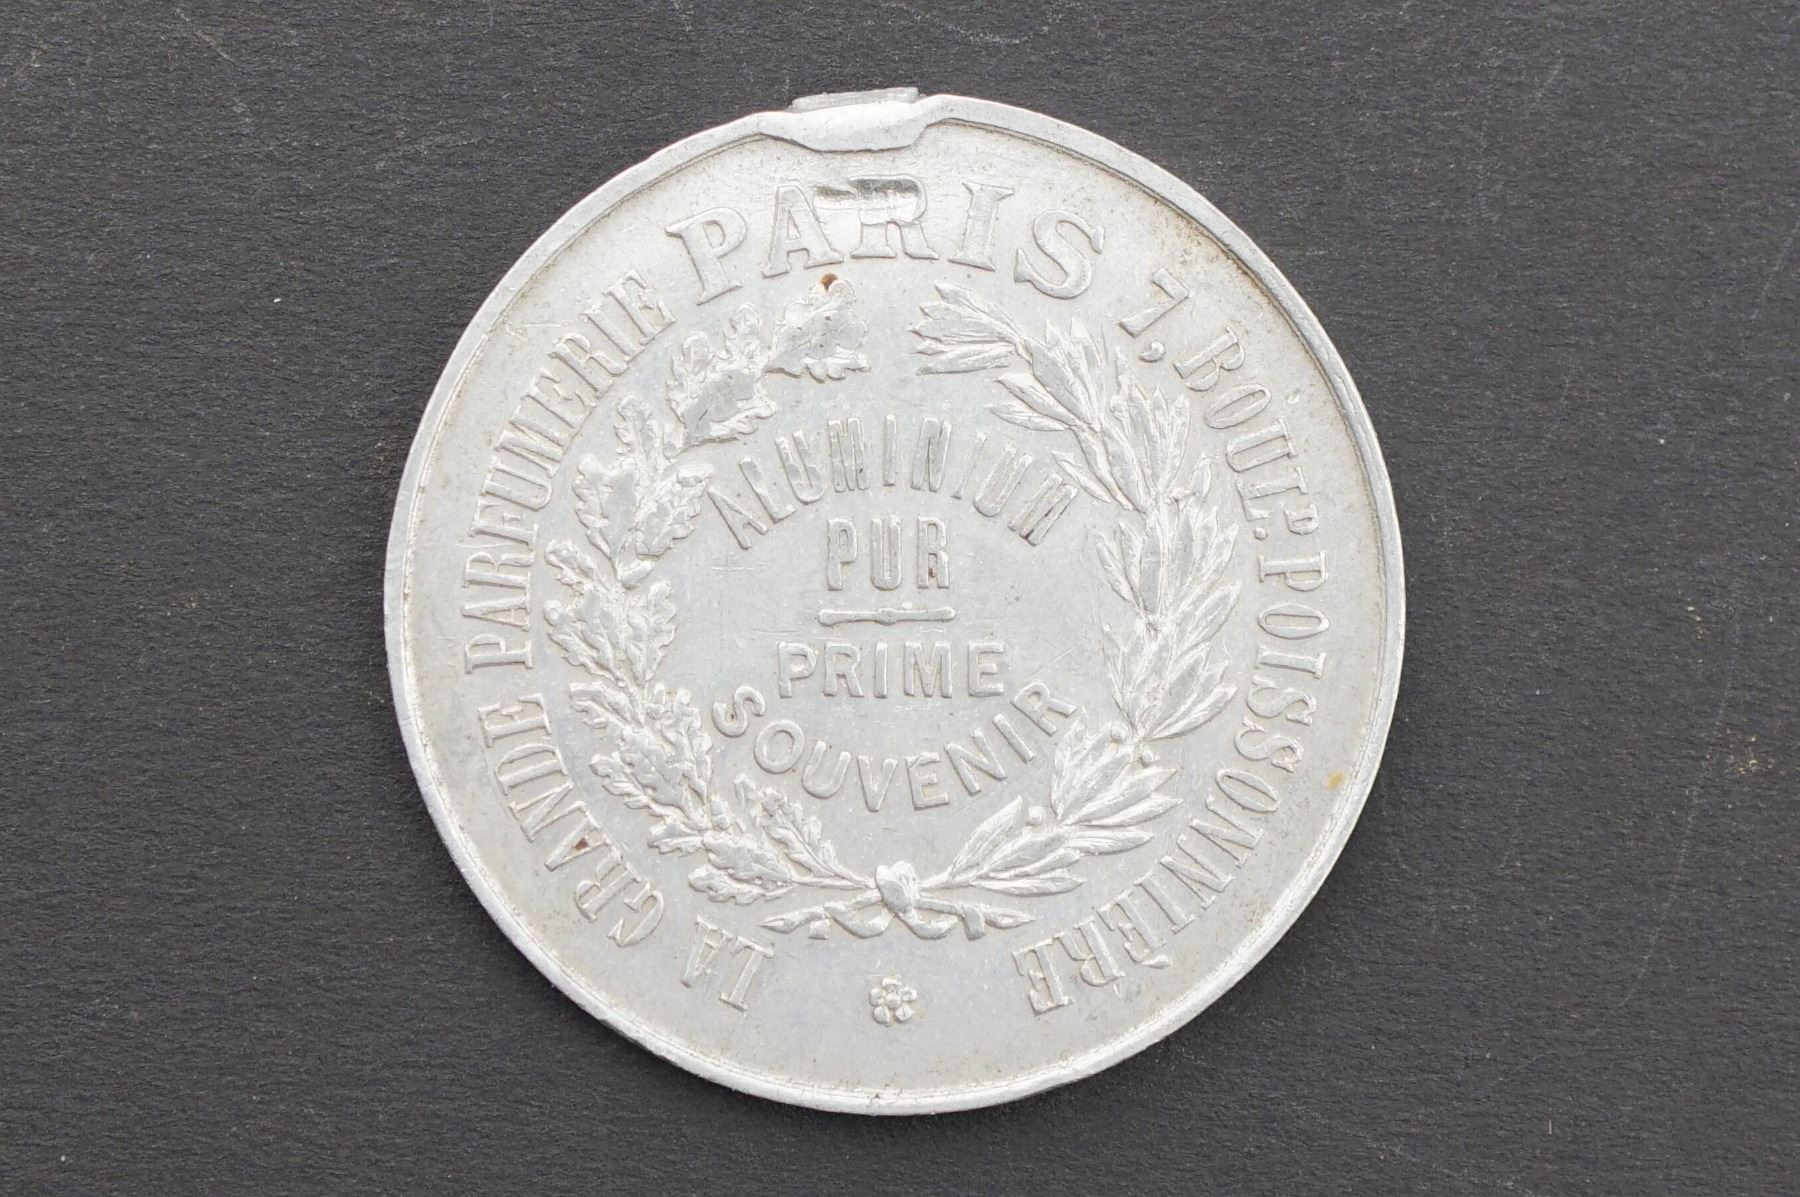 LA GRANDE PARFUMERIE PARIS 7, BOULD. POISSONNIÈRE
ALUMINIUM
PUR
PRIME
SOUVENIR